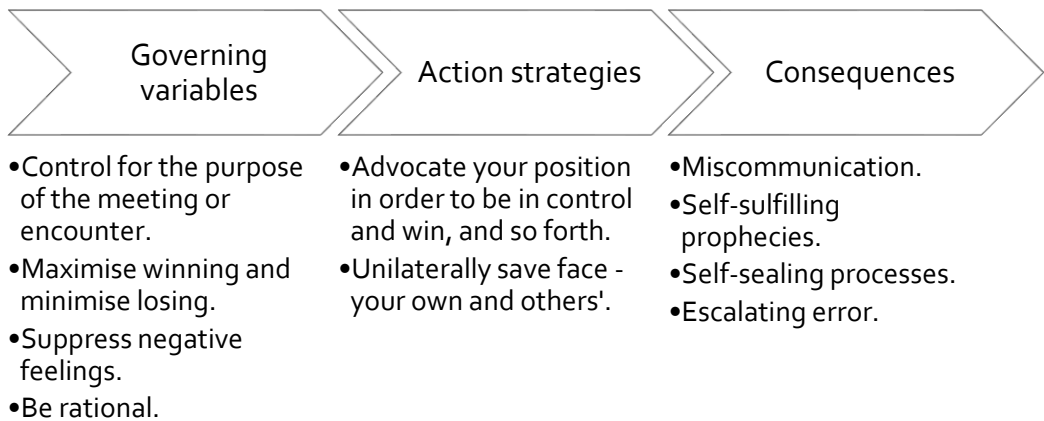 Governing
variables
Action strategies
Consequences
•Control for the purpose
of the meeting or
encounter.
•Maximise winning and
minimise losing.
•Suppress negative
feelings.
•Be rational.
•Advocate your position
in order to be in control
and win, and so forth.
•Unilaterally save face -
your own and others'.
•Miscommunication.
•Self-sulfilling
prophecies.
•Self-sealing processes.
•Escalating error.